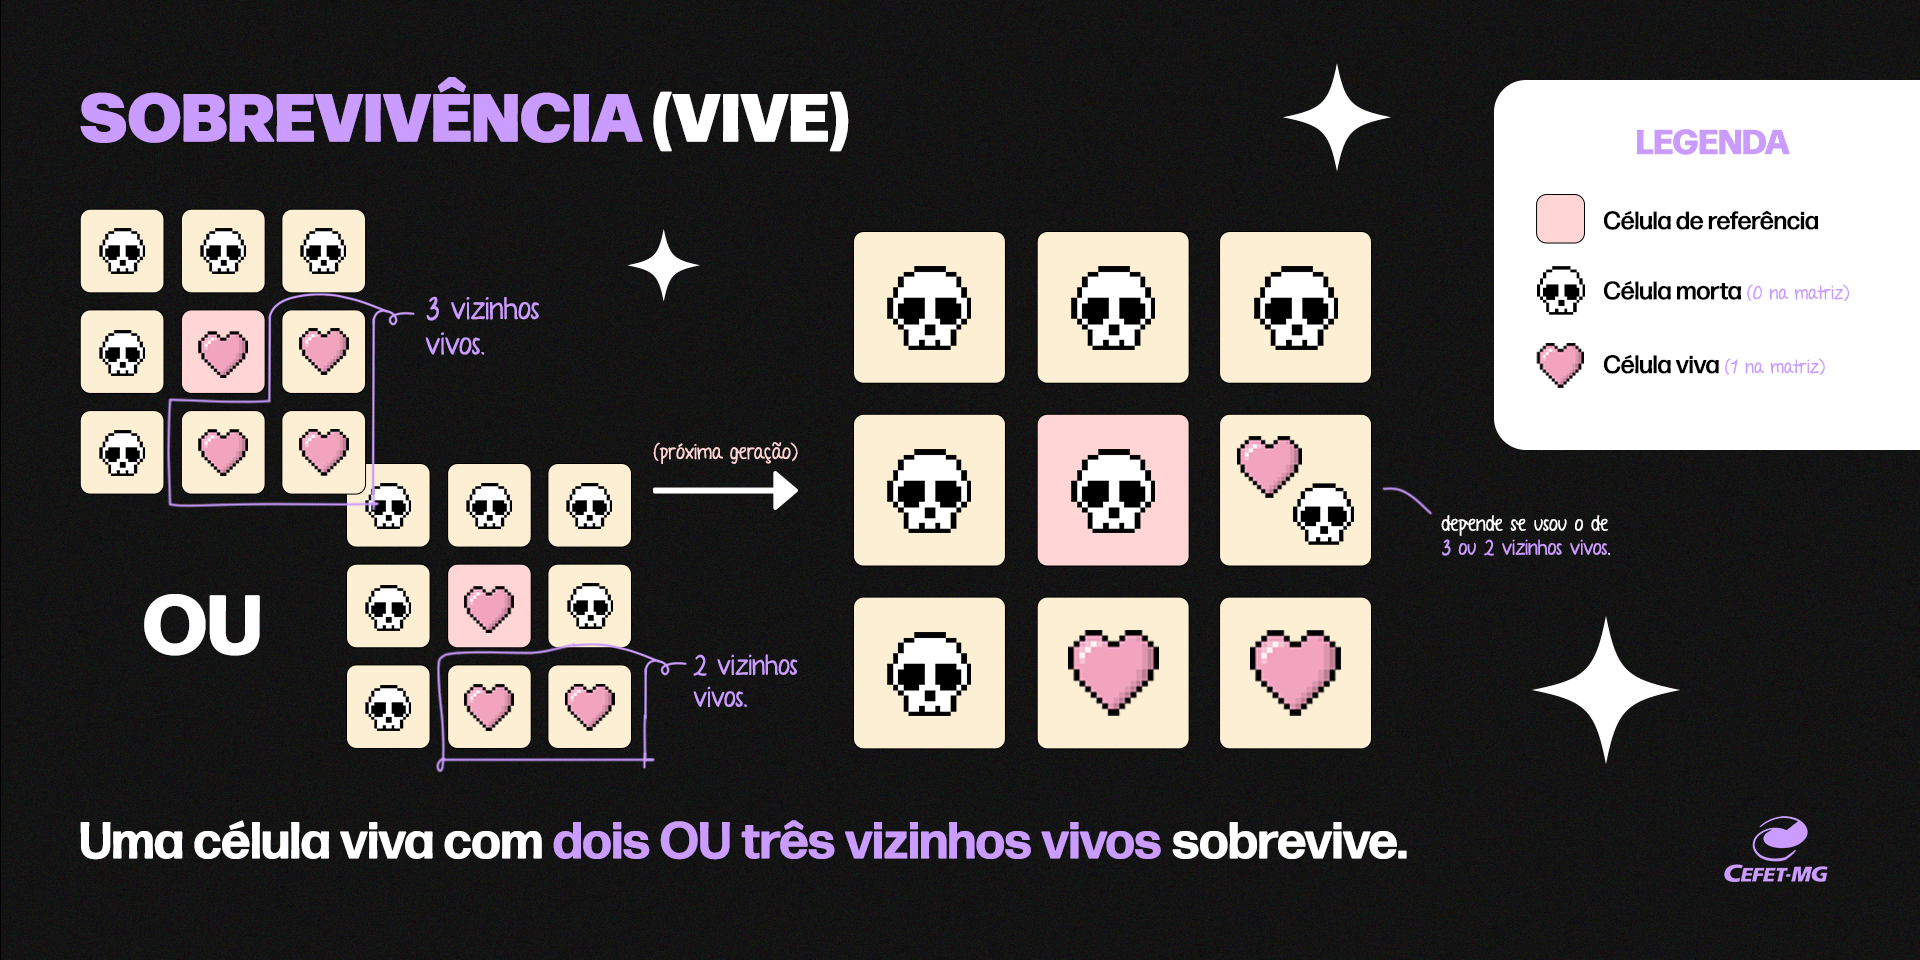 SOBREVIVÊNCIA (VIVE)
3 vizinhos
vivos.
OU
2 vizinhos
vivos.
(próxima geração)
depende se usou o de
3 ou 2 vizinhos vivos.
LEGENDA
Célula de referência
Célula morta (0 na matriz)
Célula viva (1 na matriz)
Uma célula viva com dois OU três vizinhos vivos sobrevive.
CEFET-MG